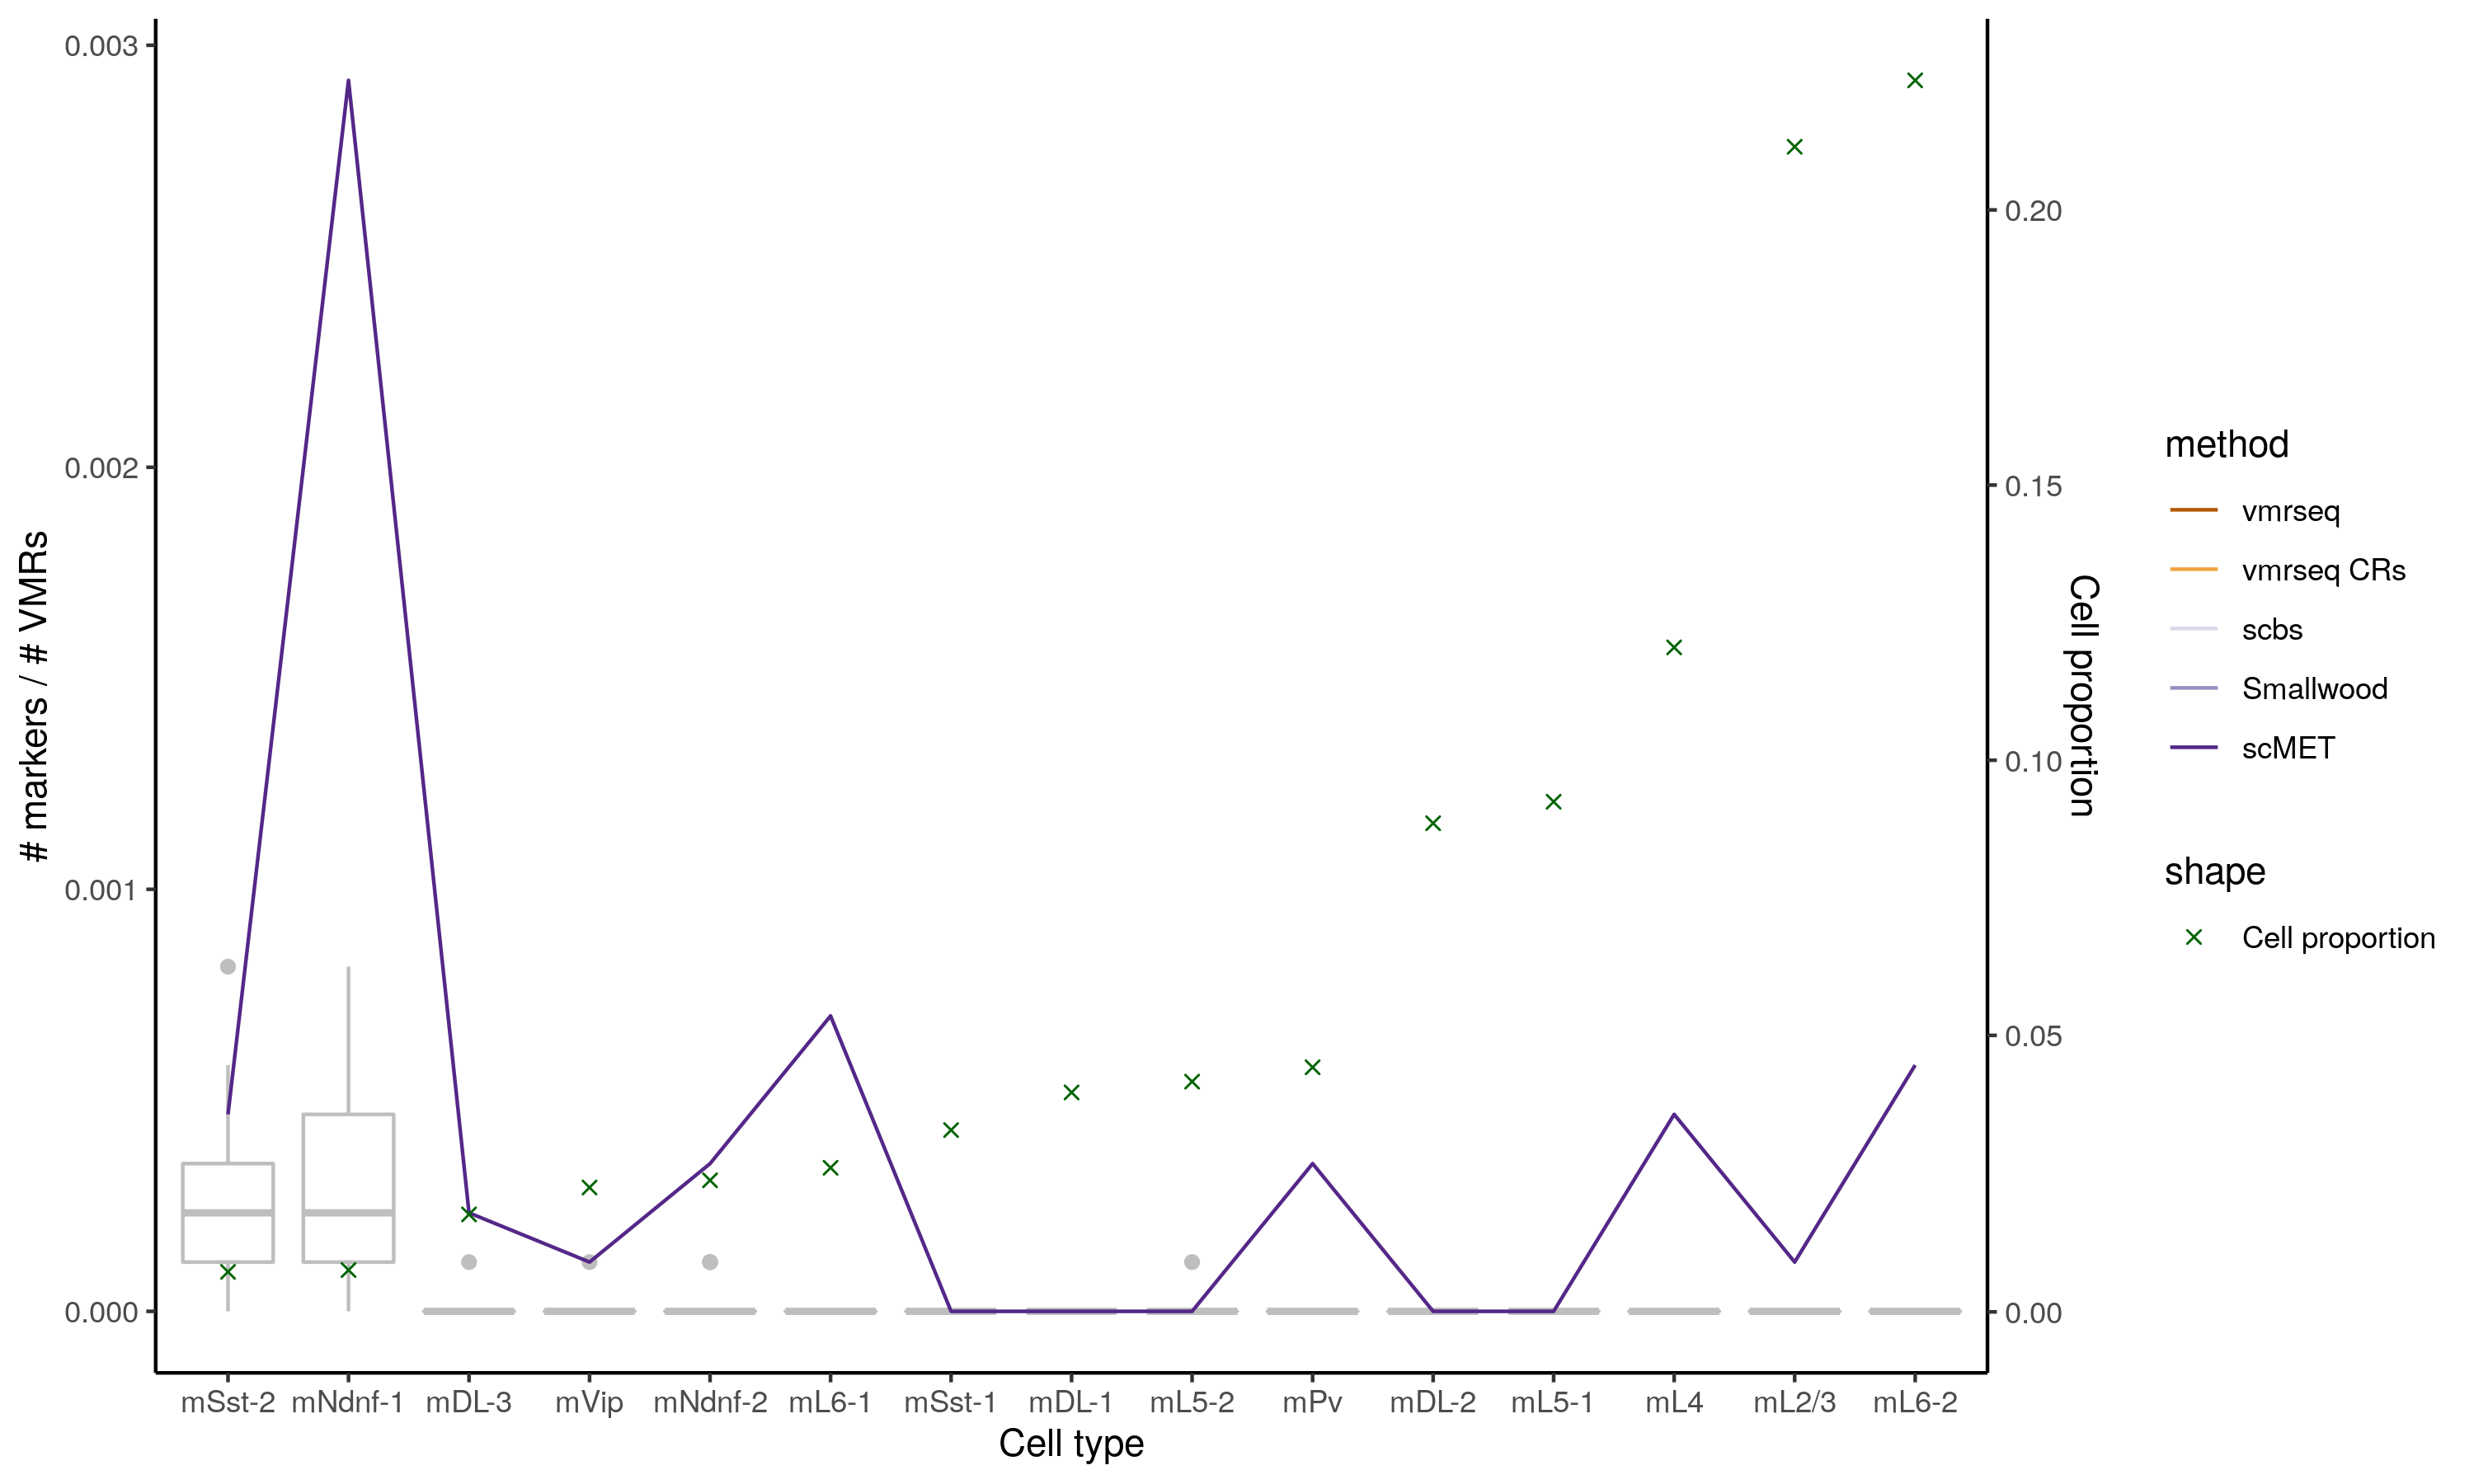 # markers / # VMRs
0.003
0.002
0.001
0.000
mSst-2 mNdnf-1 mDL-3 mVip mNdnf-2 mL6-1 mSst-1 mDL-1 mL5-2 mPv mDL-2 mL5-1 mL4 mL2/3 mL6-2
Cell type
0.20
0.15
0.10
0.05
0.00
Cell proportion
method
vmrseq
vmrseq CRs
scbs
Smallwood
scMET
shape
Cell proportion